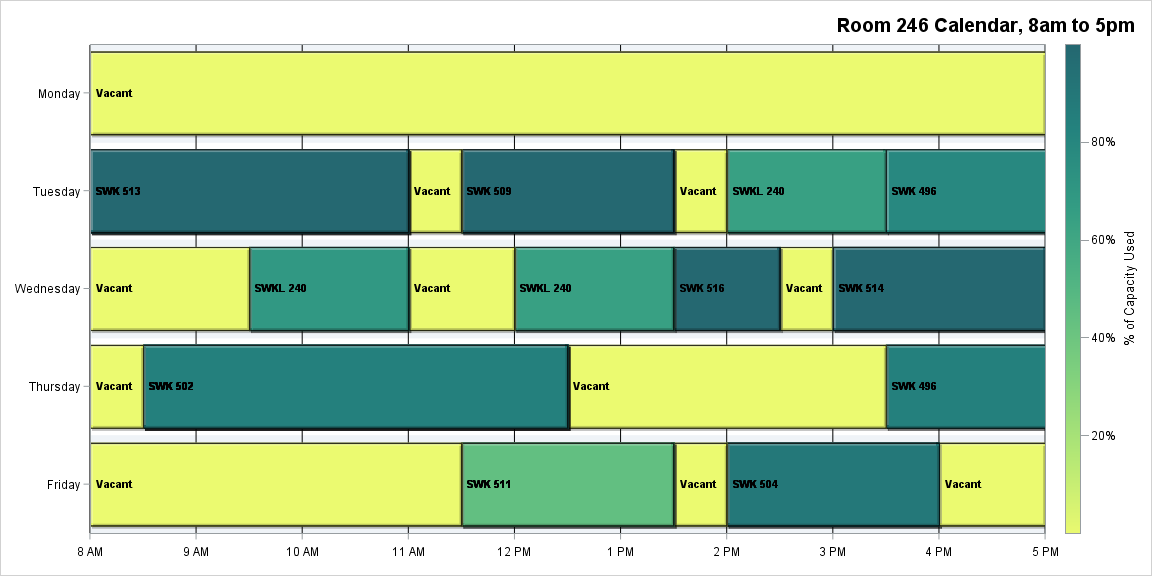 Room 246 Calendar, 8am to 5pm
Monday
Vacant
Tuesday
SWK 513
Vacant
SWK 509
Vacant
SWKL 240
SWK 496
Wednesday
Vacant
SWKL 240
Vacant
SWKL 240
SWK 516
Vacant
SWK 514
Thursday
Vacant
SWK 502
Vacant
SWK 496
Friday
Vacant
SWK 511
Vacant
SWK 504
Vacant
8 AM
9 AM
10 AM
11 AM
12 PM
1 PM
2 PM
3 PM
4 PM
5 PM
80%
60%
40%
20%
% of Capacity Used